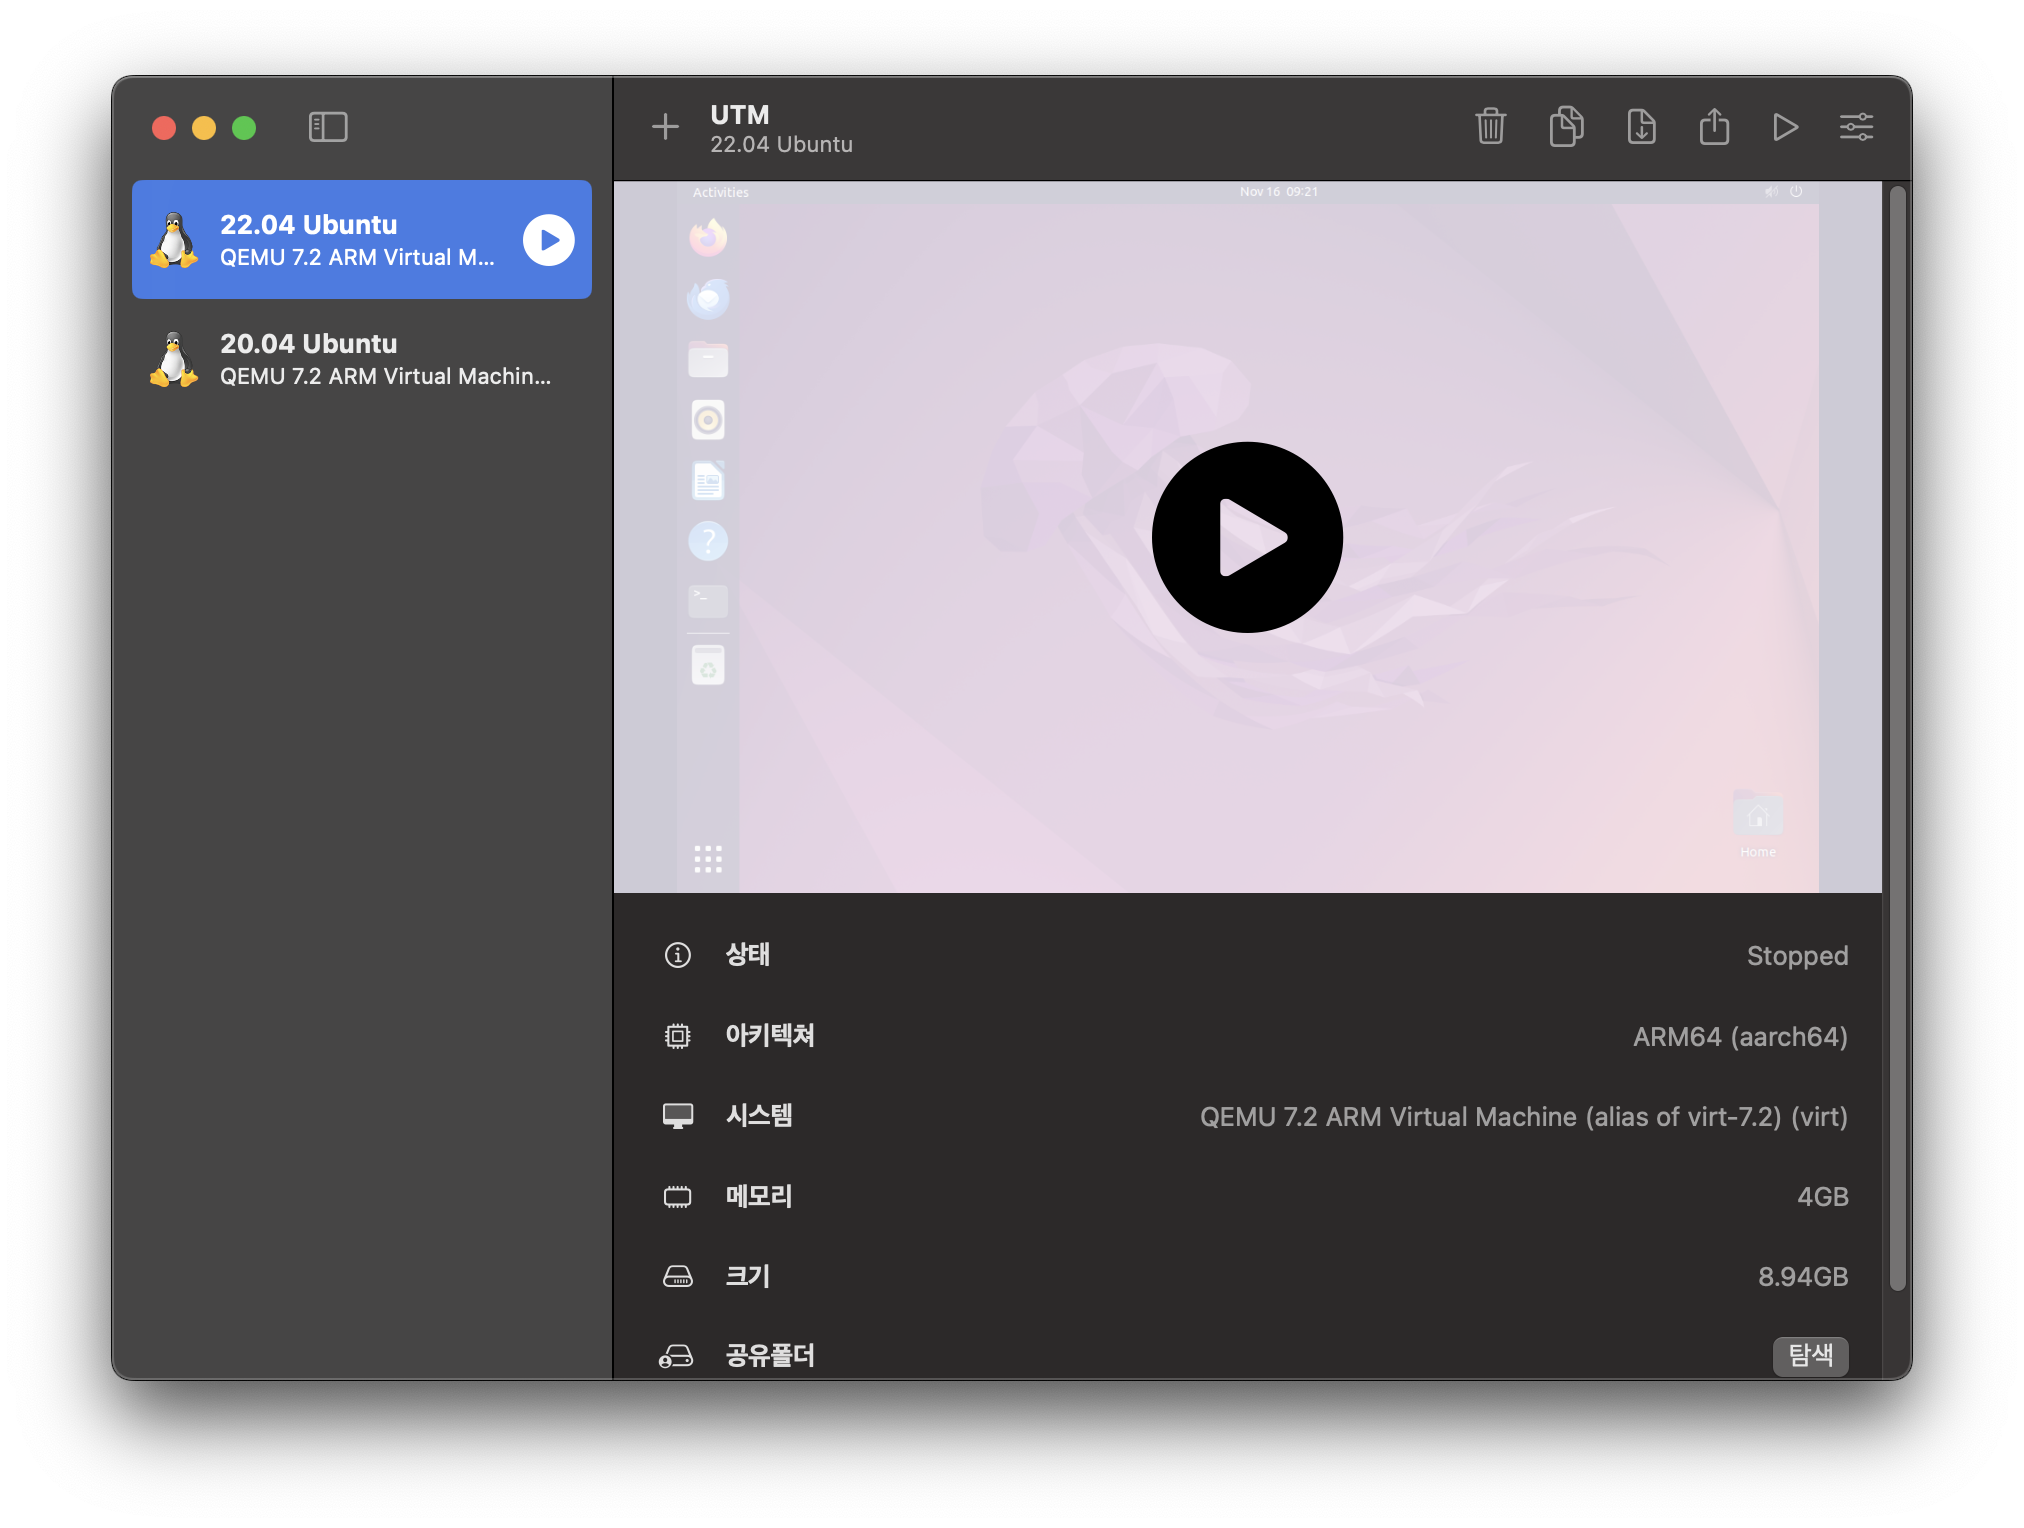 UTM
22.04 Ubuntu
22.04 Ubuntu
QEMU 7.2 ARM Virtual M...
20.04 Ubuntu
QEMU 7.2 ARM Virtual Machin...
Activities
Nov 16 09:21
Home
상태
Stopped
아키텍쳐
ARM64 (aarch64)
시스템
QEMU 7.2 ARM Virtual Machine (alias of virt-7.2) (virt)
메모리
4GB
크기
8.94GB
공유폴더
탐색